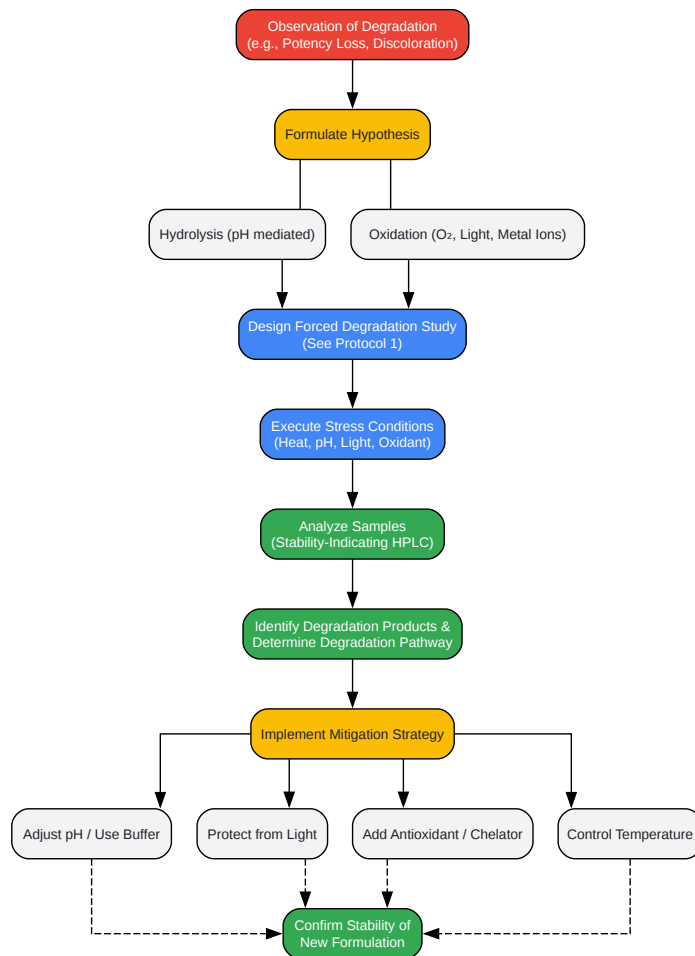 Observation of Degradation
(e.g., Potency Loss, Discoloration)
Formulate Hypothesis
Hydrolysis (pH mediated)
Oxidation (O₂, Light, Metal Ions)
Design Forced Degradation Study
(See Protocol 1)
Execute Stress Conditions
(Heat, pH, Light, Oxidant)
Analyze Samples
(Stability-Indicating HPLC)
Identify Degradation Products &
Determine Degradation Pathway
Implement Mitigation Strategy
Adjust pH / Use Buffer
Protect from Light
Add Antioxidant / Chelator
Control Temperature
Confirm Stability of
New Formulation